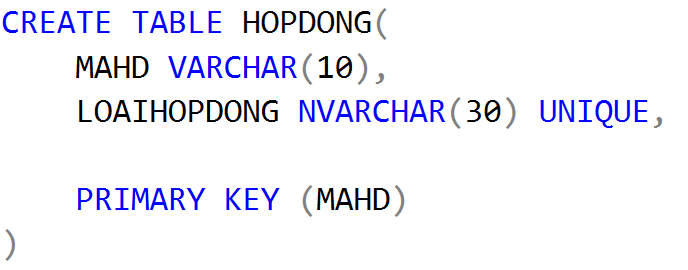 CREATE TABLE HOPDONG(
    MAHD VARCHAR(10),
    LOAIHOPDONG NVARCHAR(30) UNIQUE,

    PRIMARY KEY (MAHD)
)